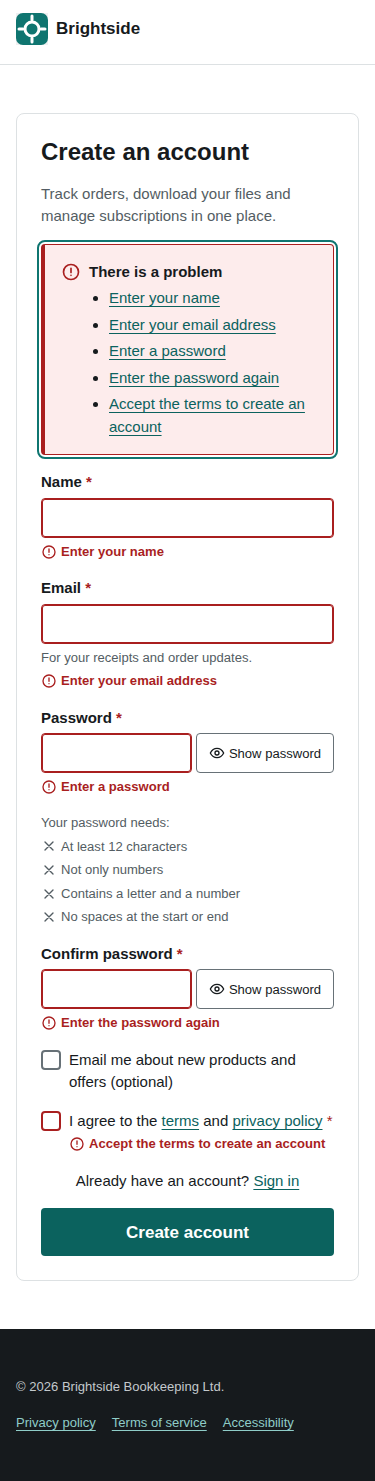 Brightside
Create an account
Track orders, download your files and
manage subscriptions in one place.
There is a problem
Enter your name
Enter your email address
Enter a password
Enter the password again
Accept the terms to create an
account
Name *
Enter your name
Email *
For your receipts and order updates.
Enter your email address
Password *
Show password
Enter a password
Your password needs:
At least 12 characters
Not only numbers
Contains a letter and a number
No spaces at the start or end
Confirm password *
Show password
Enter the password again
Email me about new products and
offers (optional)
I agree to the terms and privacy policy *
Accept the terms to create an account
Already have an account? Sign in
Create account
© 2026 Brightside Bookkeeping Ltd.
Privacy policy Terms of service Accessibility